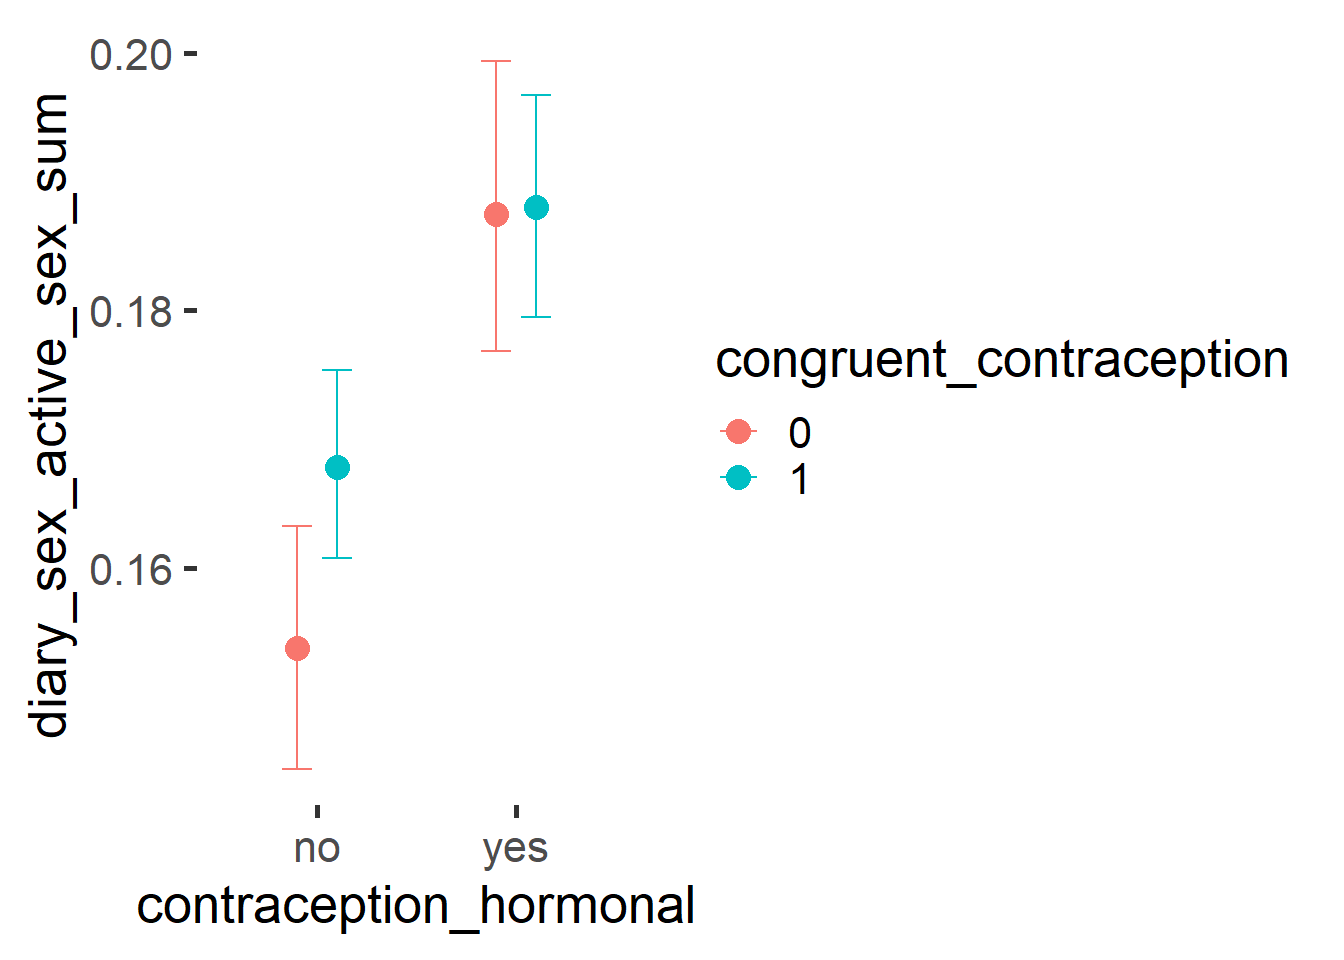 diary_sex_active_sex_sum
0.20
0.18
0.16
no
yes
contraception_hormonal
congruent_contraception
0
1